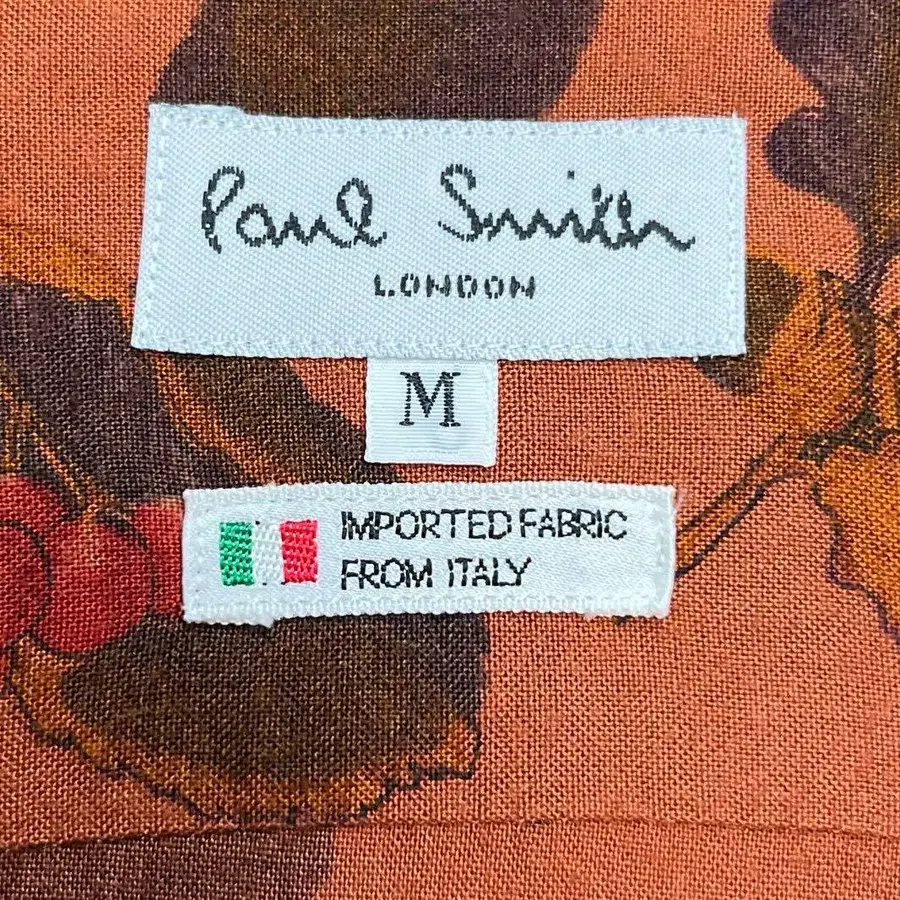 Paul Smith
LONDON
M
IMPORTED FABRIC
FROM ITALY